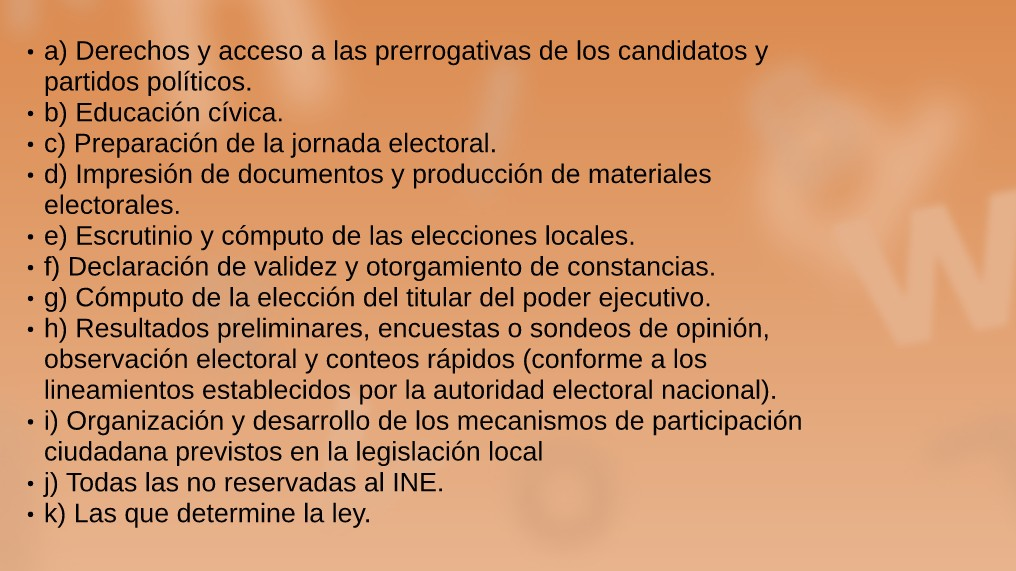 • a) Derechos y acceso a las prerrogativas de los candidatos y
partidos políticos.
• b) Educación cívica.
• c) Preparación de la jornada electoral.
• d) Impresión de documentos y producción de materiales
electorales.
• e) Escrutinio y cómputo de las elecciones locales.
• f) Declaración de validez y otorgamiento de constancias.
• g) Cómputo de la elección del titular del poder ejecutivo.
• h) Resultados preliminares, encuestas o sondeos de opinión,
observación electoral y conteos rápidos (conforme a los
lineamientos establecidos por la autoridad electoral nacional).
• i) Organización y desarrollo de los mecanismos de participación
ciudadana previstos en la legislación local
• j) Todas las no reservadas al INE.
• k) Las que determine la ley.